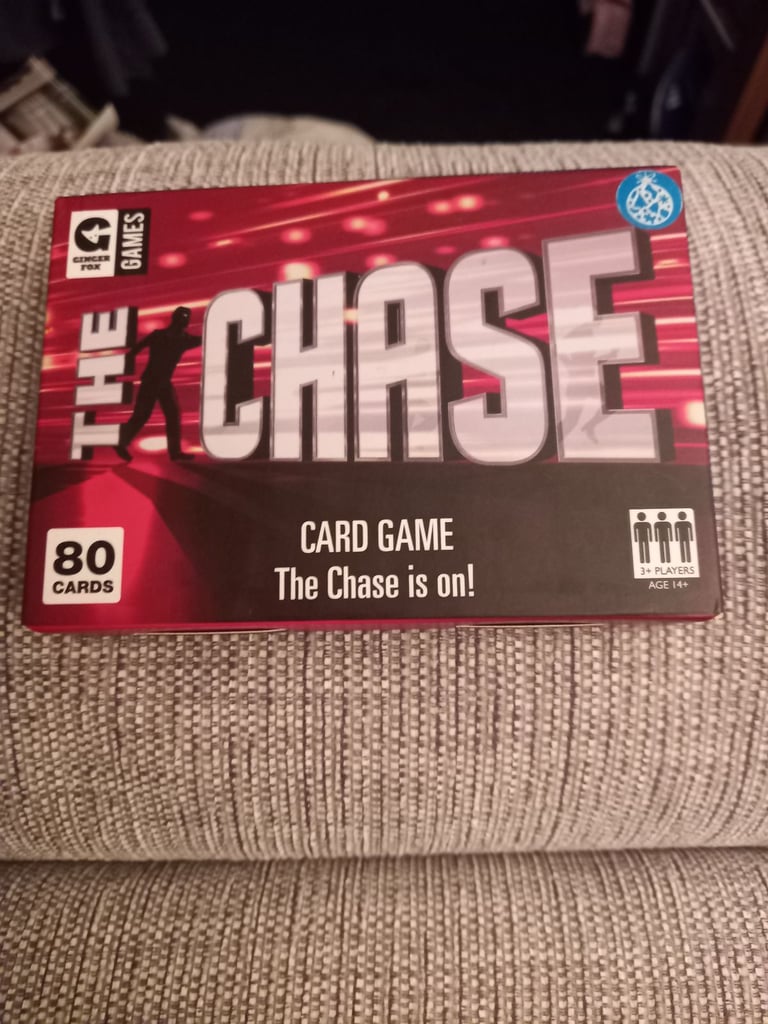 GINGER
FOX
GAMES
THE CHASE
80
CARDS
CARD GAME
The Chase is on!
3+ PLAYERS
AGE 14+